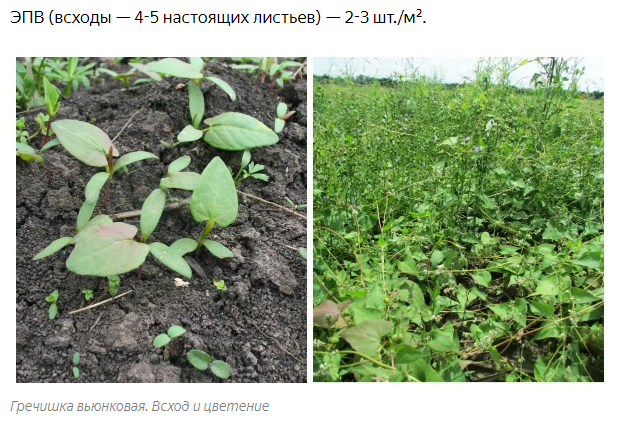 ЭПВ (всходы — 4-5 настоящих листьев) — 2-3 шт./м².
Гречишка вьюнковая. Всход и цветение